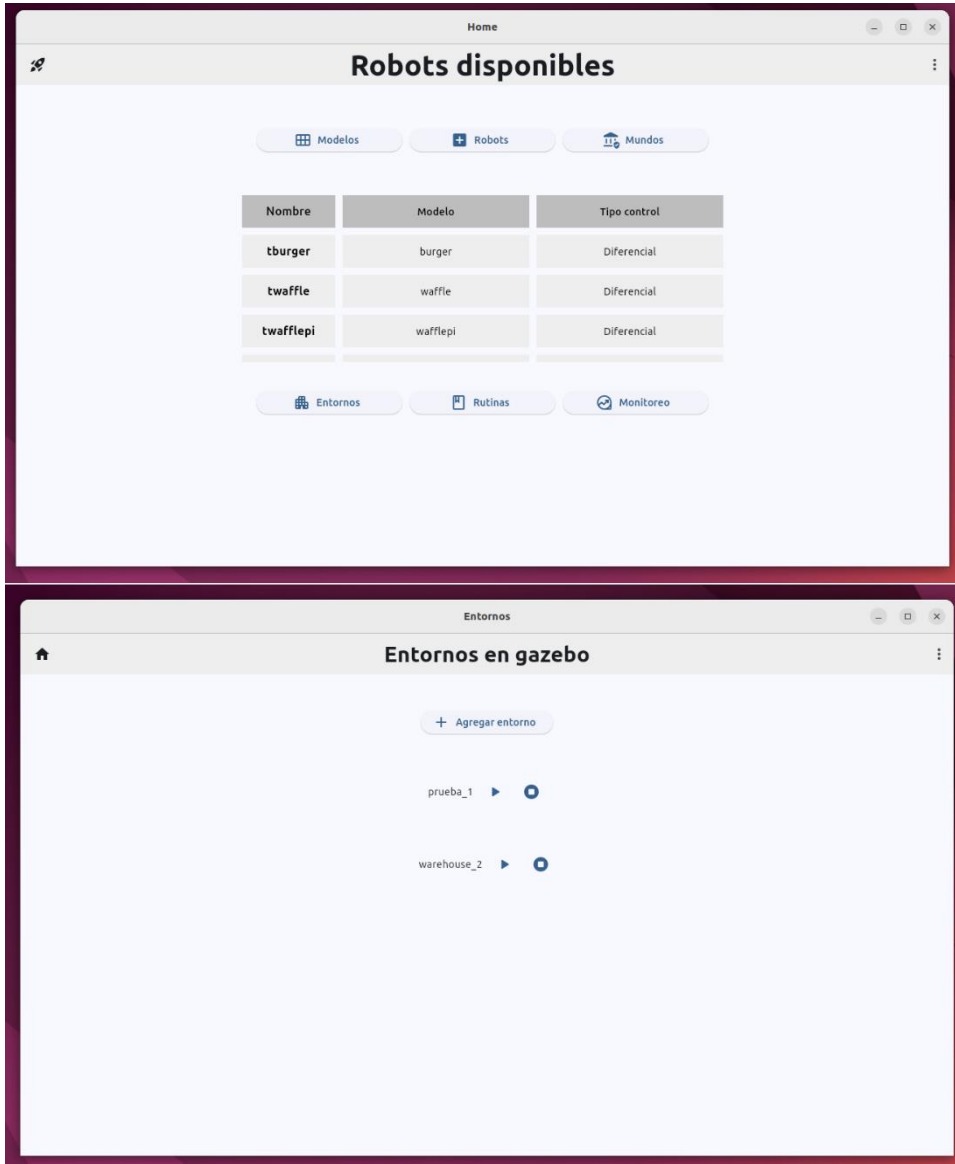 Home
Robots disponibles
Modelos Robots Mundos
Nombre Modelo Tipo control
tburger burger Diferencial
twaffle waffle Diferencial
twafflepi wafflepi Diferencial
Entornos Rutinas Monitoreo
Entornos
Entornos en gazebo
+ Agregar entorno
prueba_1
warehouse_2